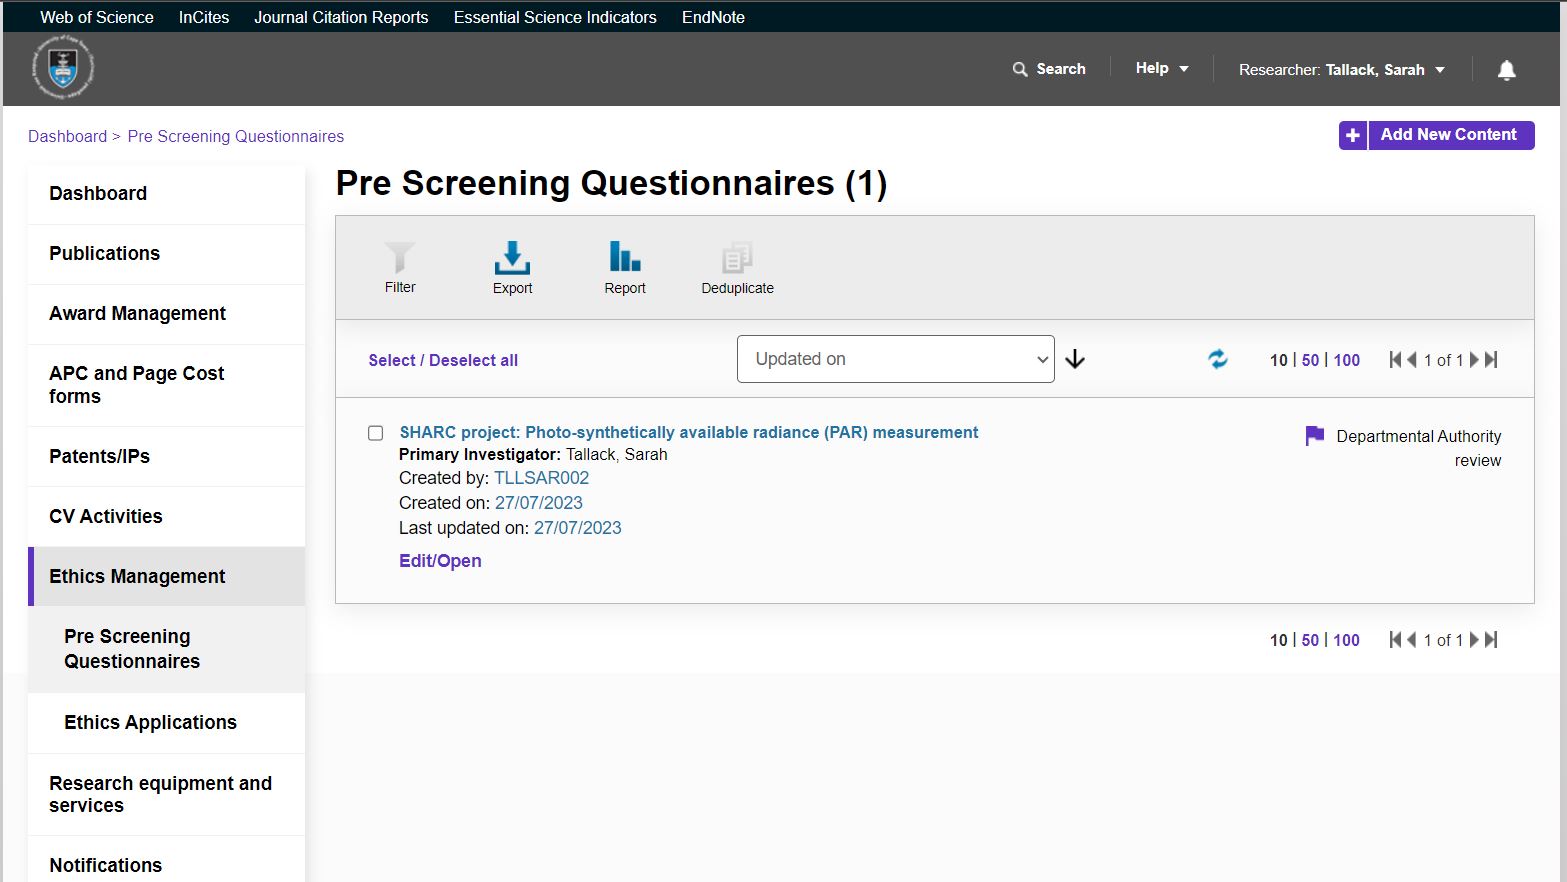 Web of Science InCites Journal Citation Reports Essential Science Indicators EndNote
Search Help Researcher: Tallack, Sarah
Dashboard > Pre Screening Questionnaires
+ Add New Content
Dashboard
Publications
Award Management
APC and Page Cost
forms
Patents/IPs
CV Activities
Ethics Management
Pre Screening
Questionnaires
Ethics Applications
Research equipment and
services
Notifications
Pre Screening Questionnaires (1)
Filter Export Report Deduplicate
Select / Deselect all Updated on 10 | 50 | 100 1 of 1
SHARC project: Photo-synthetically available radiance (PAR) measurement
Primary Investigator: Tallack, Sarah
Created by: TLLSAR002
Created on: 27/07/2023
Last updated on: 27/07/2023
Edit/Open
Departmental Authority
review
10 | 50 | 100 1 of 1